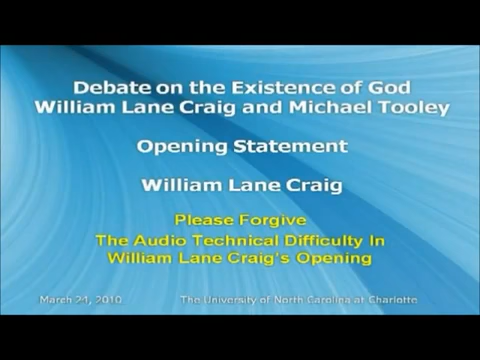 Debate on the Existence of God
William Lane Craig and Michael Tooley
Opening Statement
William Lane Craig
Please Forgive
The Audio Technical Difficulty In
William Lane Craig's Opening
March 24, 2010
The University of North Carolina at Charlotte